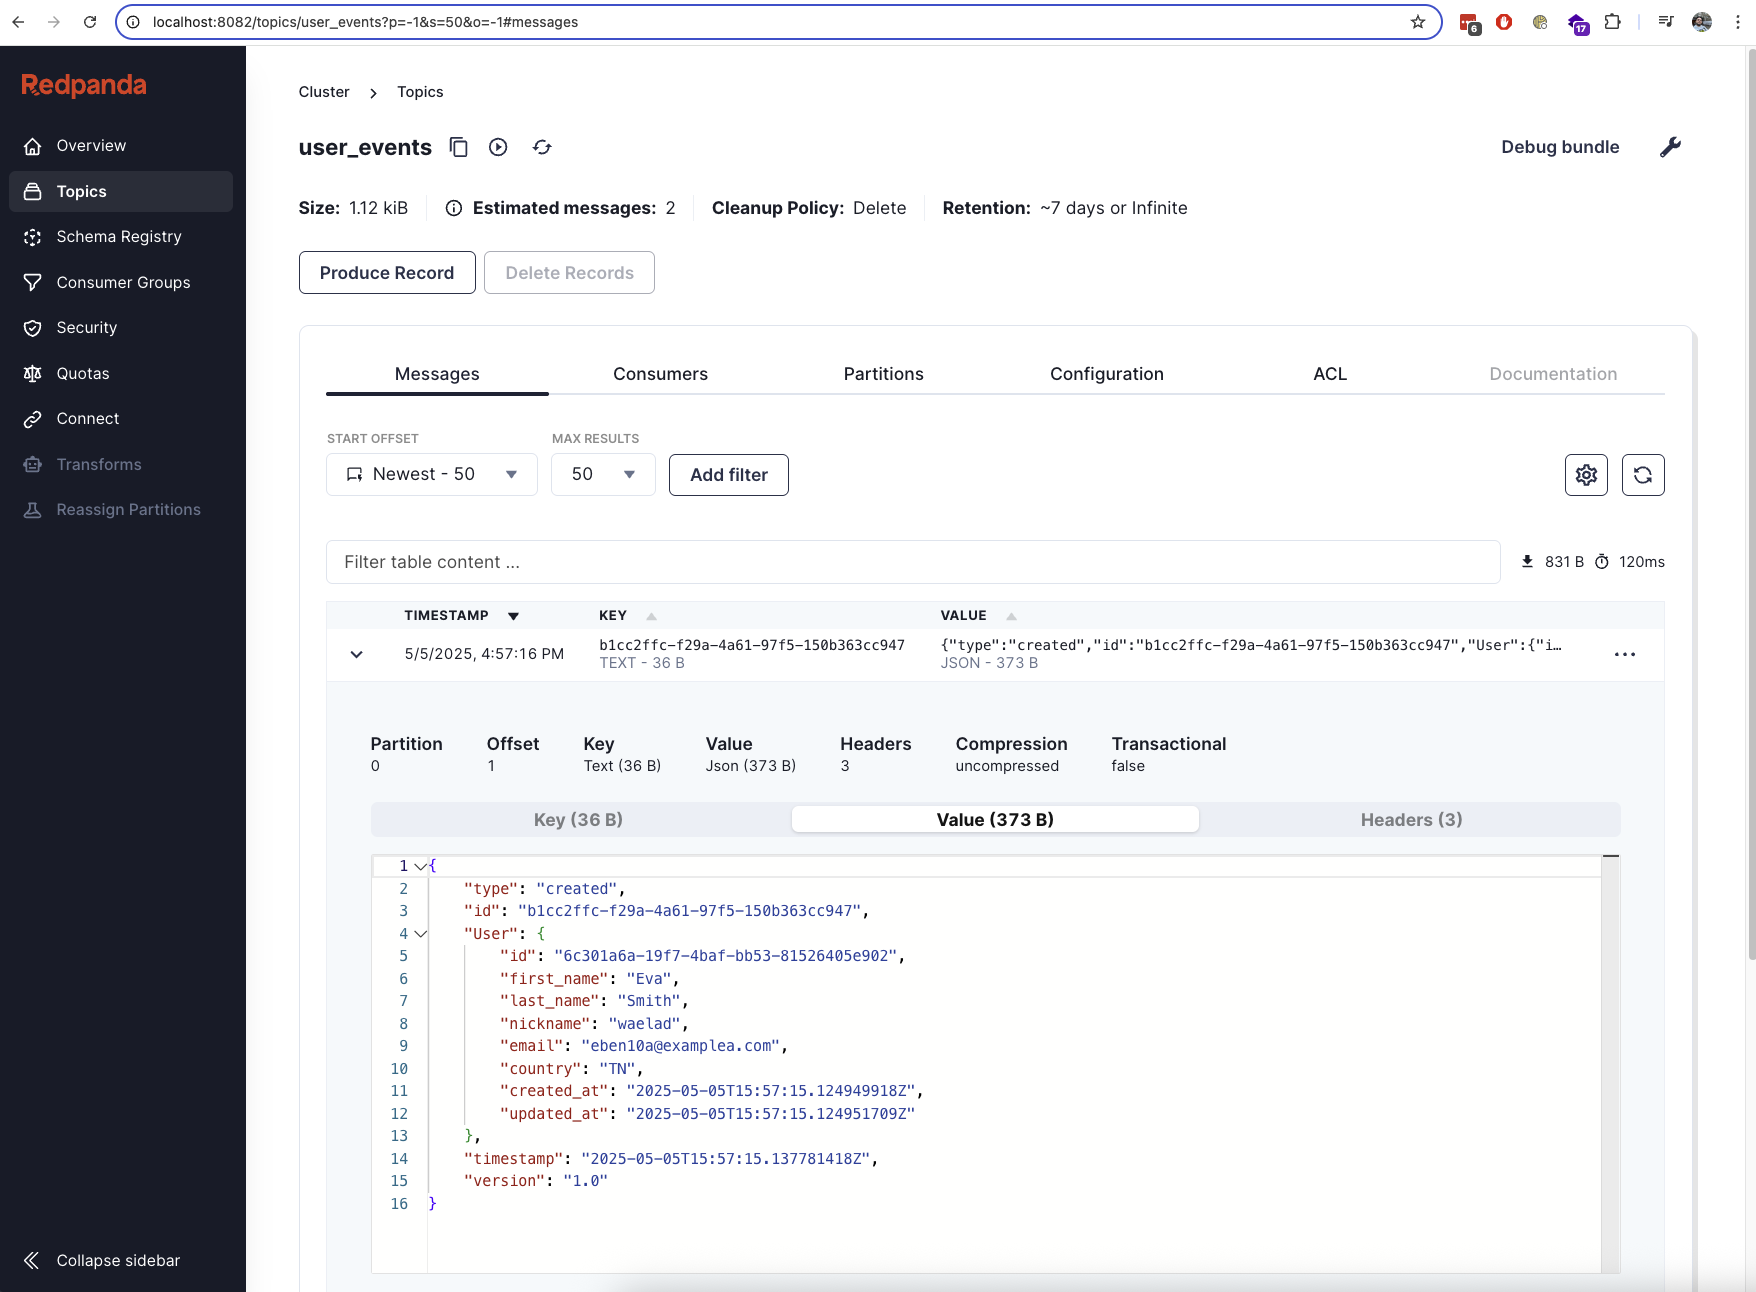 localhost:8082/topics/user_events?p=-1&s=50&o=-1#messages
6
17
Redpanda
Overview
Topics
Schema Registry
Consumer Groups
Security
Quotas
Connect
Transforms
Reassign Partitions
Collapse sidebar
Cluster > Topics
user_events
Debug bundle
Size: 1.12 kiB Estimated messages: 2 Cleanup Policy: Delete Retention: ~7 days or Infinite
Produce Record Delete Records
Messages Consumers Partitions Configuration ACL Documentation
START OFFSET MAX RESULTS
Newest - 50 50 Add filter
Filter table content ... 831 B 120ms
TIMESTAMP KEY VALUE
5/5/2025, 4:57:16 PM b1cc2ffc-f29a-4a61-97f5-150b363cc947 {"type":"created","id":"b1cc2ffc-f29a-4a61-97f5-150b363cc947","User":{"i…
TEXT - 36 B JSON - 373 B
Partition Offset Key Value Headers Compression Transactional
0 1 Text (36 B) Json (373 B) 3 uncompressed false
Key (36 B) Value (373 B) Headers (3)
1 {
2 "type": "created",
3 "id": "b1cc2ffc-f29a-4a61-97f5-150b363cc947",
4 "User": {
5 "id": "6c301a6a-19f7-4baf-bb53-81526405e902",
6 "first_name": "Eva",
7 "last_name": "Smith",
8 "nickname": "waelad",
9 "email": "eben10a@examplea.com",
10 "country": "TN",
11 "created_at": "2025-05-05T15:57:15.124949918Z",
12 "updated_at": "2025-05-05T15:57:15.124951709Z"
13 },
14 "timestamp": "2025-05-05T15:57:15.137781418Z",
15 "version": "1.0"
16 }